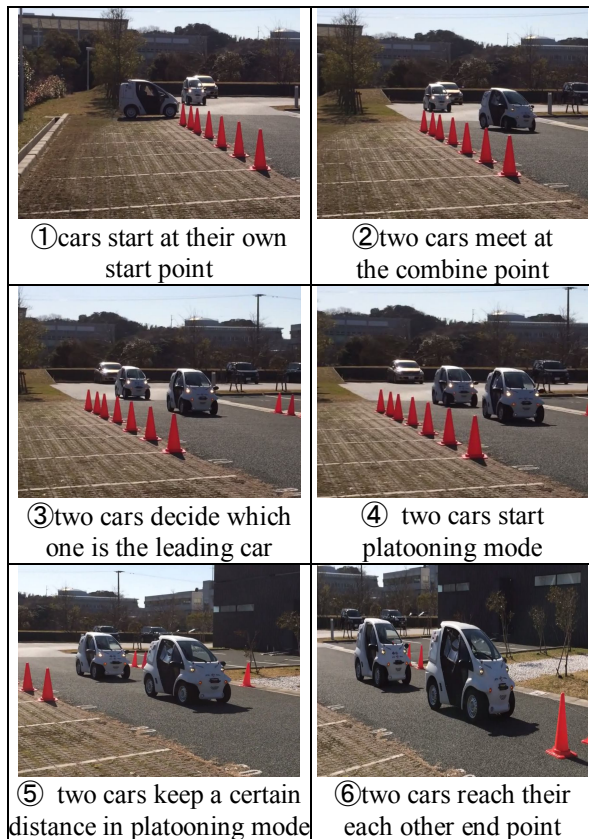 ①cars start at their own
start point
②two cars meet at
the combine point
③two cars decide which
one is the leading car
④ two cars start
platooning mode
⑤ two cars keep a certain
distance in platooning mode
⑥two cars reach their
each other end point